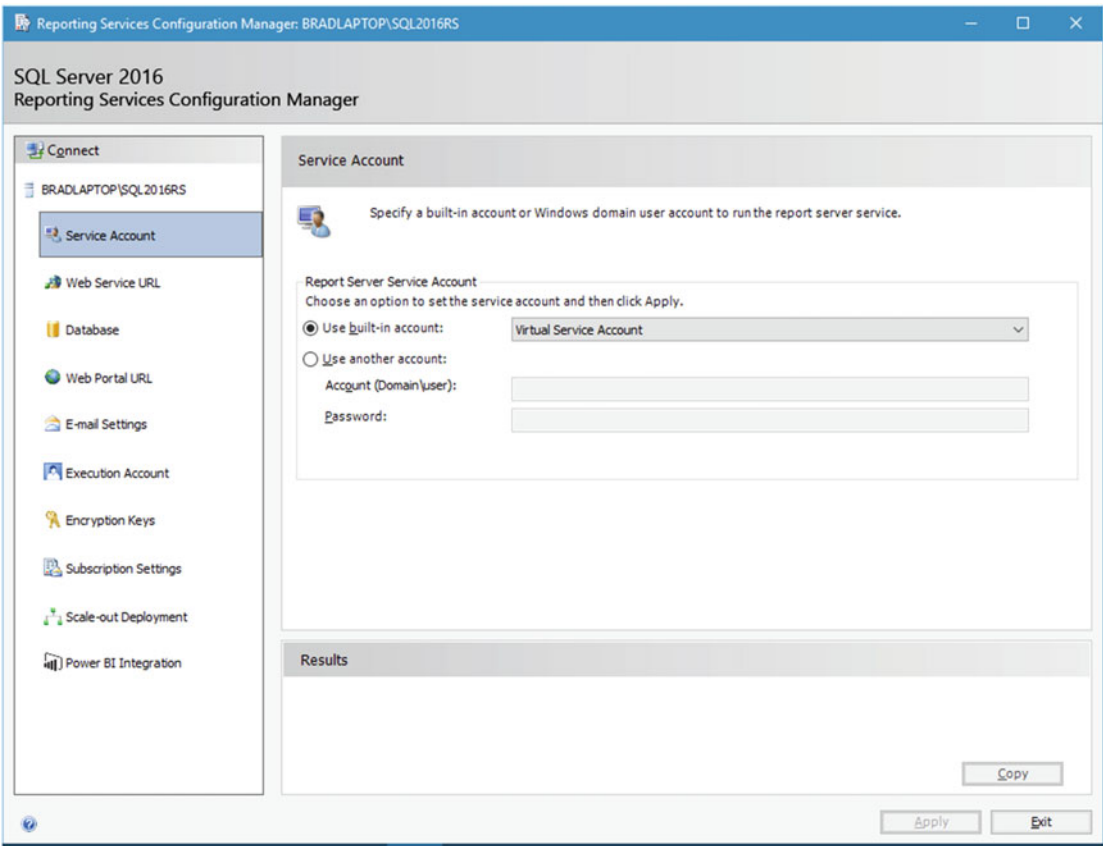 Reporting Services Configuration Manager: BRADLAPTOP\SQL2016RS
SQL Server 2016
Reporting Services Configuration Manager
Connect
BRADLAPTOP\SQL2016RS
Service Account
Web Service URL
Database
Web Portal URL
E-mail Settings
Execution Account
Encryption Keys
Subscription Settings
Scale-out Deployment
Power BI Integration
Service Account
Specify a built-in account or Windows domain user account to run the report server service.
Report Server Service Account
Choose an option to set the service account and then click Apply.
Use built-in account:
Virtual Service Account
Use another account:
Account (Domain\user):
Password:
Results
Copy
Apply
Exit